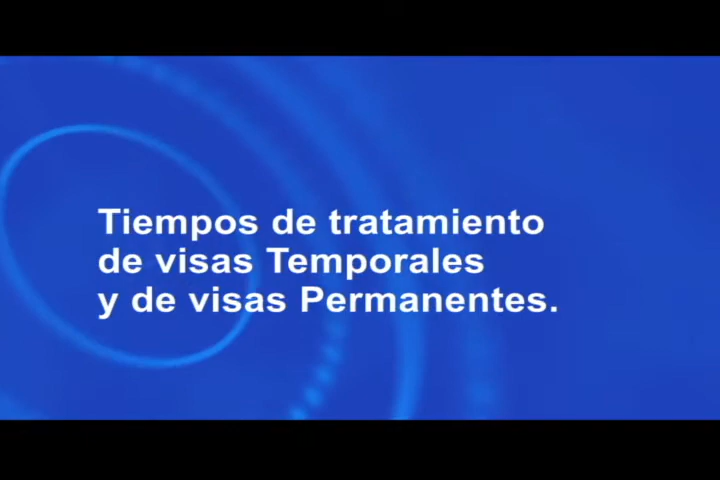 Tiempos de tratamiento
de visas Temporales
y de visas Permanentes.